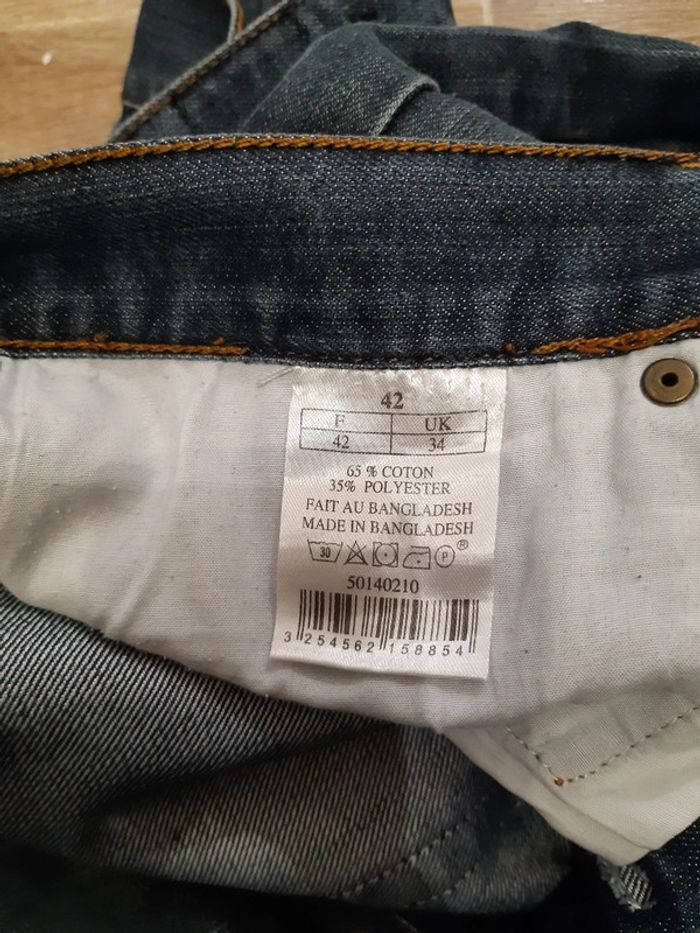 42
F UK
42 34
65 % COTON
35% POLYESTER
FAIT AU BANGLADESH
MADE IN BANGLADESH
30 P ®
50140210
3 254562 158854